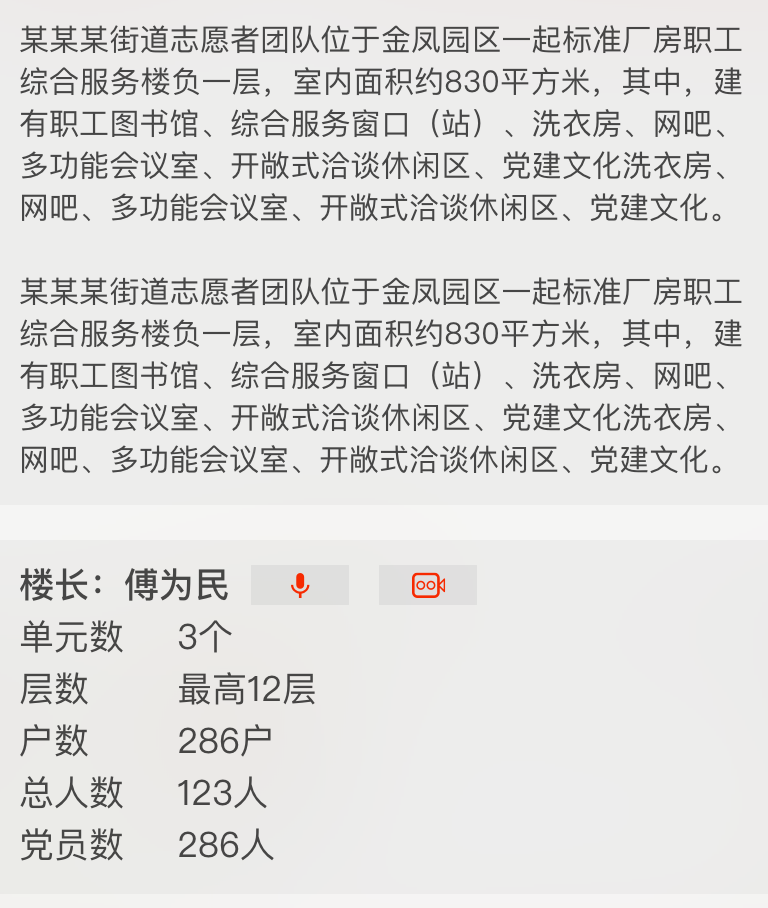 某某某街道志愿者团队位于金凤园区一起标准厂房职工
综合服务楼负一层，室内面积约830平方米，其中，建
有职工图书馆、综合服务窗口（站）、洗衣房、网吧、
多功能会议室、开敞式洽谈休闲区、党建文化洗衣房、
网吧、多功能会议室、开敞式洽谈休闲区、党建文化。
某某某街道志愿者团队位于金凤园区一起标准厂房职工
综合服务楼负一层，室内面积约830平方米，其中，建
有职工图书馆、综合服务窗口（站）、洗衣房、网吧、
多功能会议室、开敞式洽谈休闲区、党建文化洗衣房、
网吧、多功能会议室、开敞式洽谈休闲区、党建文化。
楼长：傅为民
单元数 3个
层数 最高12层
户数 286户
总人数 123人
党员数 286人